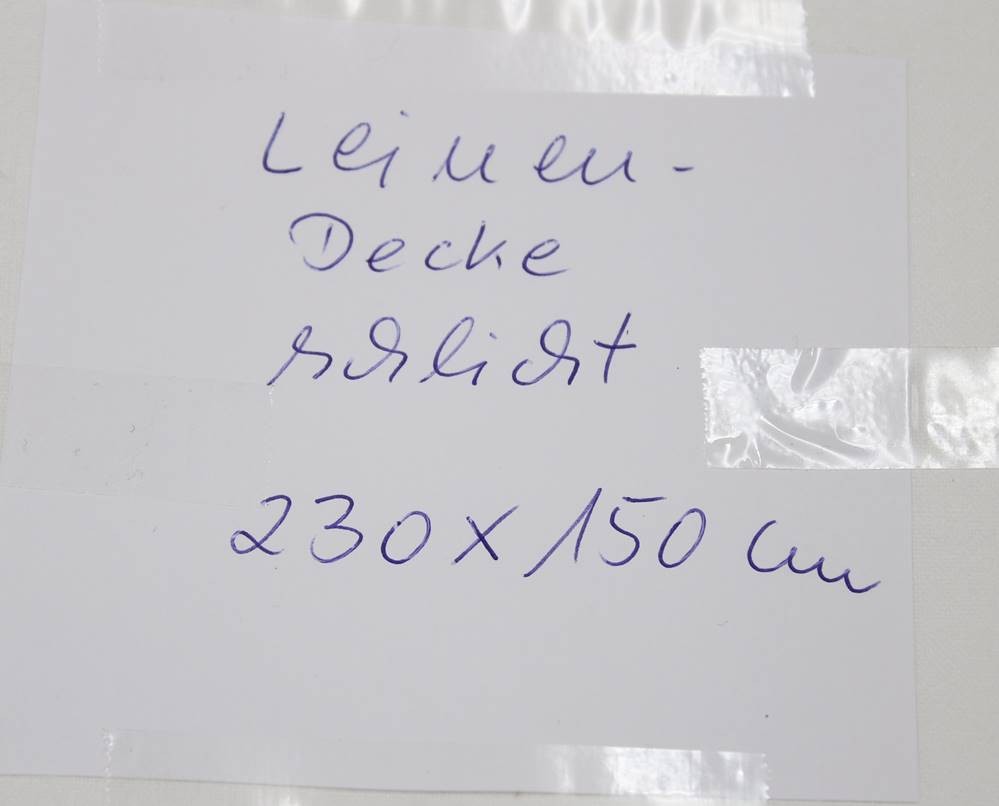 Leinen-
Decke
schlicht
230 x 150 cm